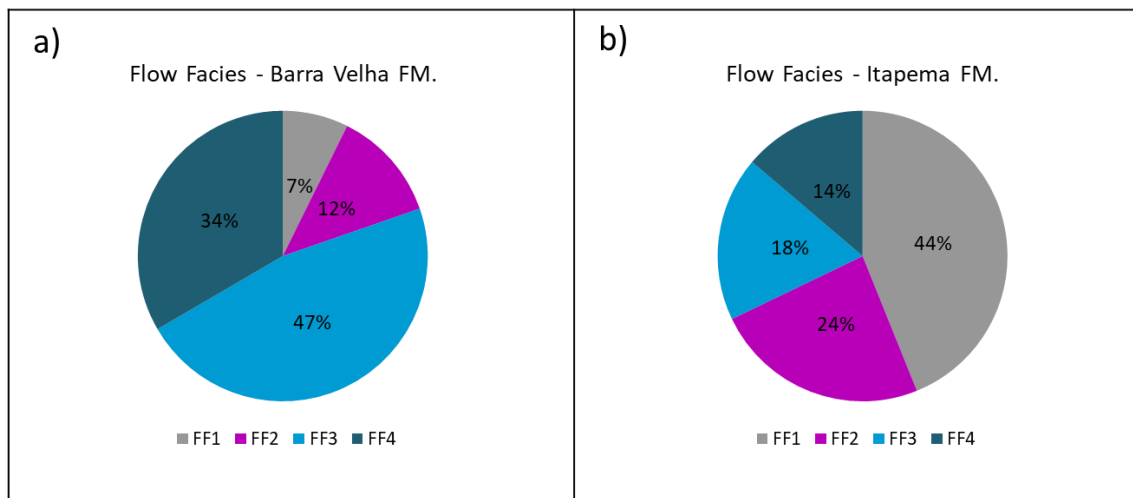 a)
Flow Facies - Barra Velha FM.
7%
12%
34%
47%
FF1 FF2 FF3 FF4
b)
Flow Facies - Itapema FM.
14%
44%
18%
24%
FF1 FF2 FF3 FF4